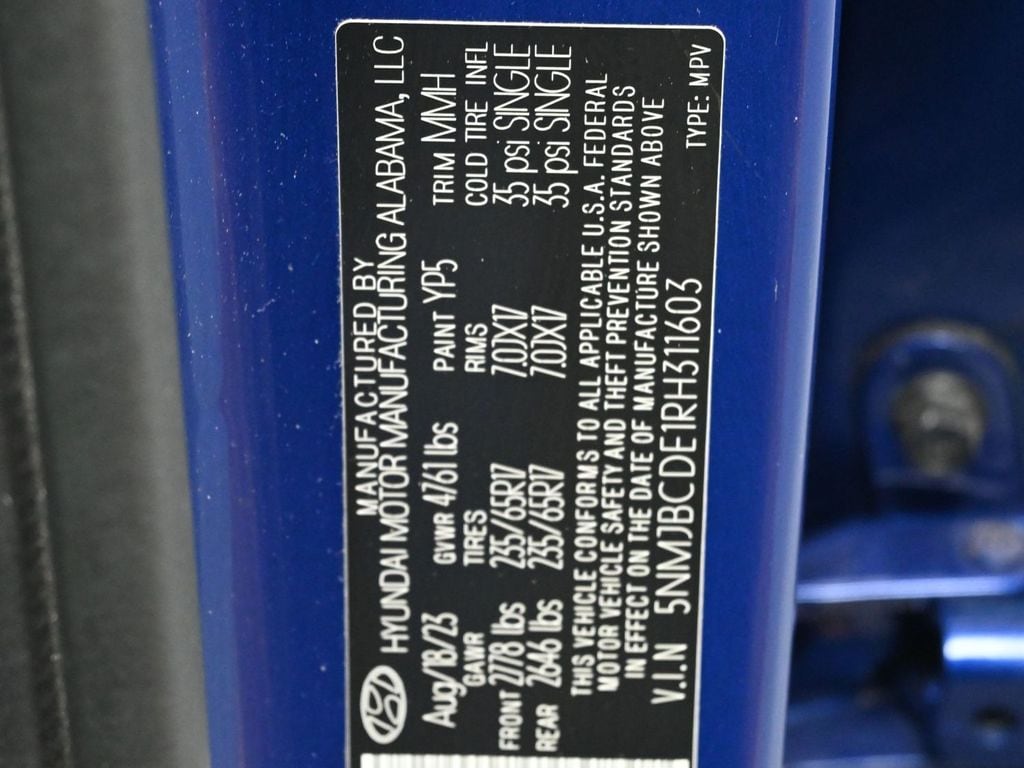 MANUFACTURED BY
HYUNDAI MOTOR MANUFACTURING ALABAMA, LLC
Aug/18/23 GVWR 4761 lbs PAINT YP5 TRIM MMH
GAWR TIRES RIMS COLD TIRE INFL
FRONT 2778 lbs 235/65R17 7.0JX17 35 psi SINGLE
REAR 2646 lbs 235/65R17 7.0JX17 35 psi SINGLE
THIS VEHICLE CONFORMS TO ALL APPLICABLE U.S.A. FEDERAL
MOTOR VEHICLE SAFETY AND THEFT PREVENTION STANDARDS
IN EFFECT ON THE DATE OF MANUFACTURE SHOWN ABOVE
V.I.N 5NMJBCDE1RH311603 TYPE: MPV